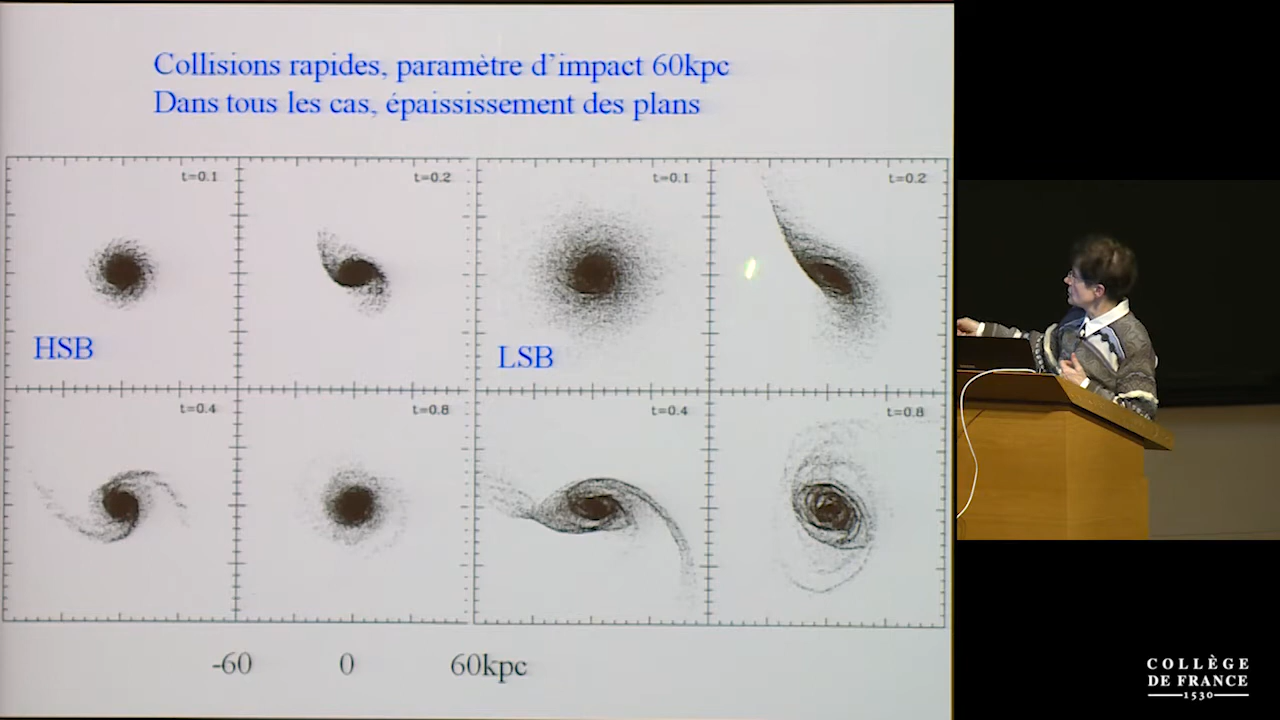 Collisions rapides, paramètre d'impact 60kpc
Dans tous les cas, épaississement des plans
t=0.1
t=0.2
t=0.1
t=0.2
HSB
LSB
t=0.4
t=0.8
t=0.4
t=0.8
-60 0 60kpc
COLLÈGE
DE FRANCE
1530